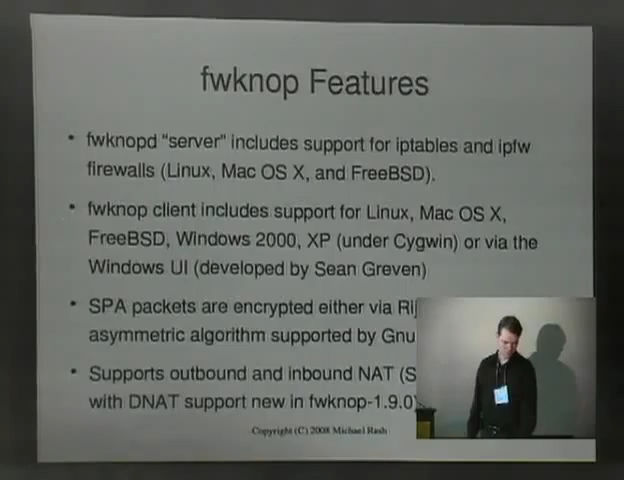 fwknop Features
• fwknopd "server" includes support for iptables and ipfw
firewalls (Linux, Mac OS X, and FreeBSD).
• fwknop client includes support for Linux, Mac OS X,
FreeBSD, Windows 2000, XP (under Cygwin) or via the
Windows UI (developed by Sean Greven)
• SPA packets are encrypted either via Rij
asymmetric algorithm supported by Gnu
• Supports outbound and inbound NAT (S
with DNAT support new in fwknop-1.9.0
Copyright (C) 2008 Michael Rash